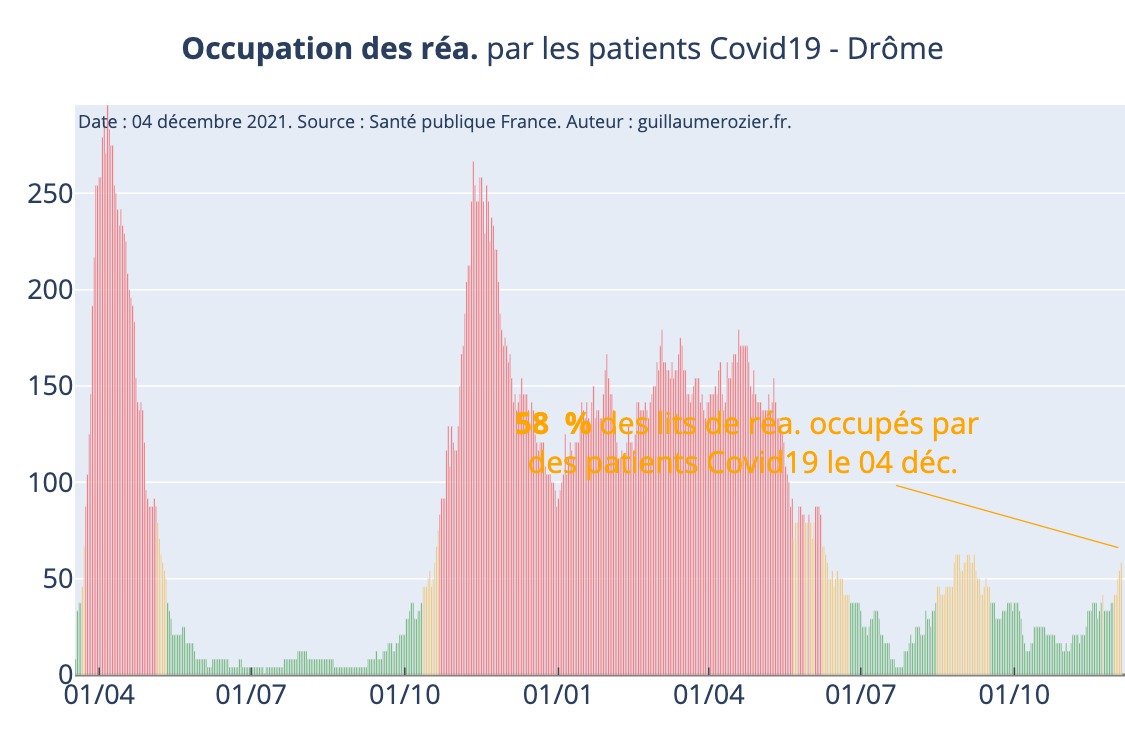 Occupation des réa. par les patients Covid19 - Drôme
Date : 04 décembre 2021. Source : Santé publique France. Auteur : guillaumerozier.fr.
250
200
150
58 % des lits de réa. occupés par
des patients Covid19 le 04 déc.
100
50
0
01/04 01/07 01/10 01/01 01/04 01/07 01/10